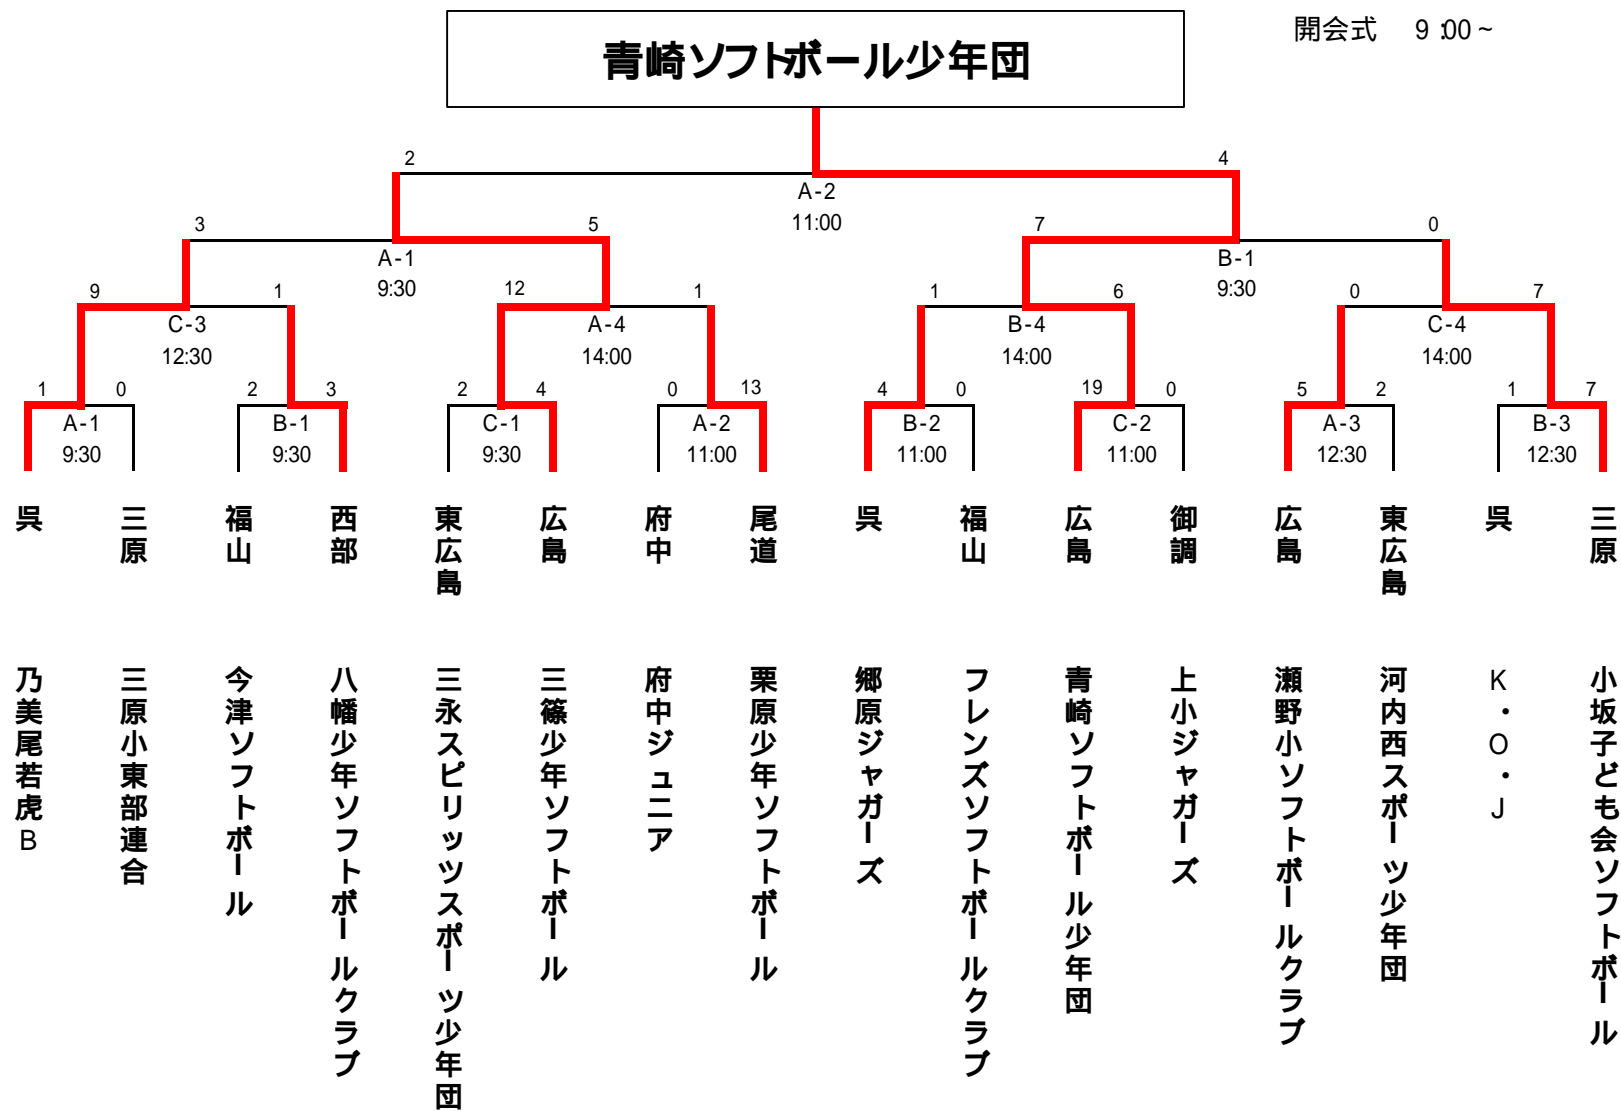 開会式 9:00~
青崎ソフトボール少年団
2 4
A-2
11:00
3 5 7 0
A-1 B-1
9:30 9:30
9 1 12 1 1 6 0 7
C-3 A-4 B-4 C-4
12:30 14:00 14:00 14:00
1 0 2 3 2 4 0 13 4 0 19 0 5 2 1 7
A-1 B-1 C-1 A-2 B-2 C-2 A-3 B-3
9:30 9:30 9:30 11:00 11:00 11:00 12:30 12:30
呉
三原
福山
西部
東広島
広島
府中
尾道
呉
福山
広島
御調
広島
東広島
呉
三原
乃美尾若虎B
三原小東部連合
今津ソフトボール
八幡少年ソフトボールクラブ
三永スピリッツスポーツ少年団
三篠少年ソフトボール
府中ジュニア
栗原少年ソフトボール
郷原ジャガーズ
フレンズソフトボールクラブ
青崎ソフトボール少年団
上小ジャガーズ
瀬野小ソフトボールクラブ
河内西スポーツ少年団
K・O・J
小坂子ども会ソフトボール